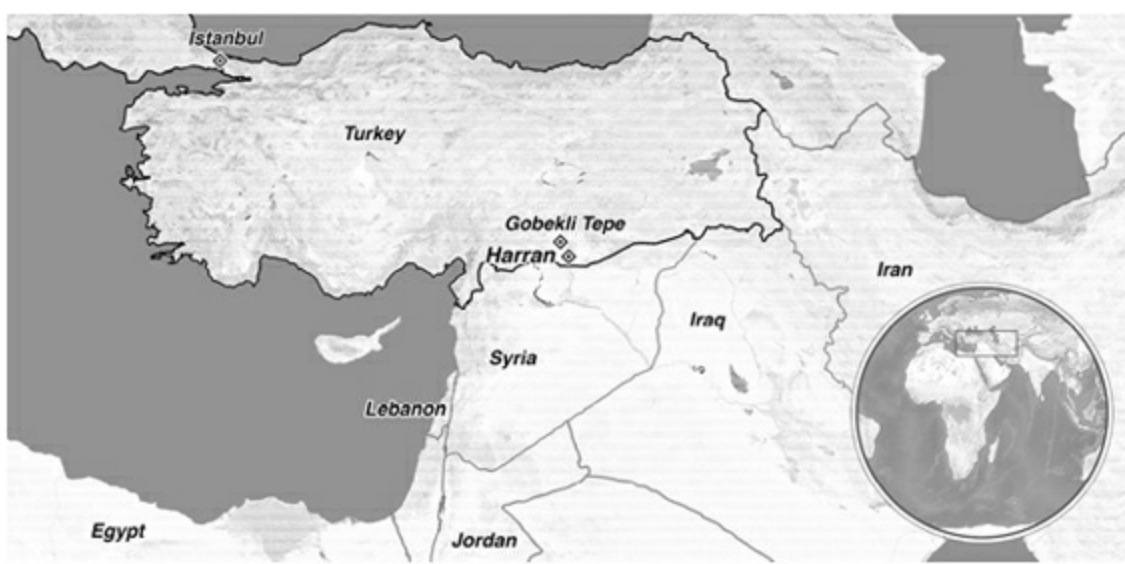 Istanbul
Turkey
Gobekli Tepe
Harran
Iran
Iraq
Syria
Lebanon
Egypt
Jordan